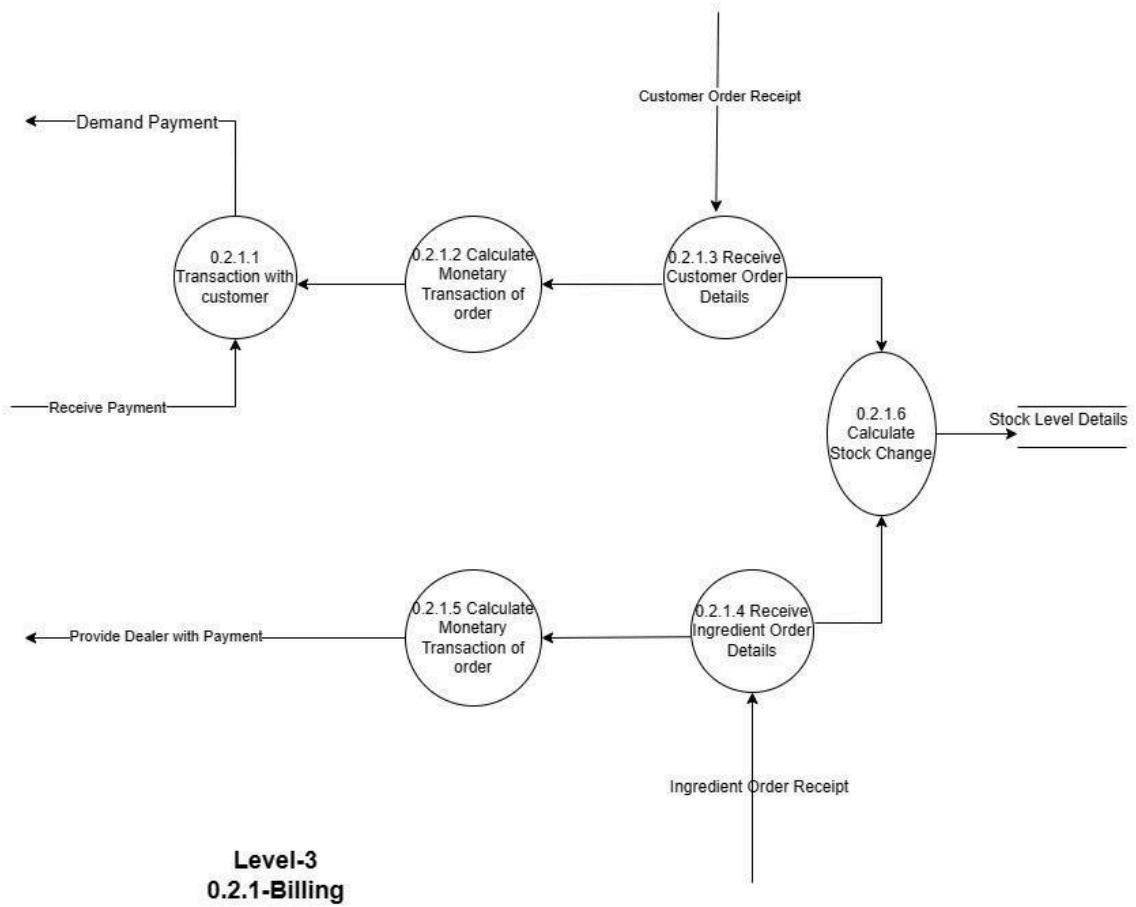 Customer Order Receipt
Demand Payment
0.2.1.1
Transaction with
customer
0.2.1.2 Calculate
Monetary
Transaction of
order
0.2.1.3 Receive
Customer Order
Details
Receive Payment
0.2.1.6
Calculate
Stock Change
Stock Level Details
Provide Dealer with Payment
0.2.1.5 Calculate
Monetary
Transaction of
order
0.2.1.4 Receive
Ingredient Order
Details
Ingredient Order Receipt
Level-3
0.2.1-Billing